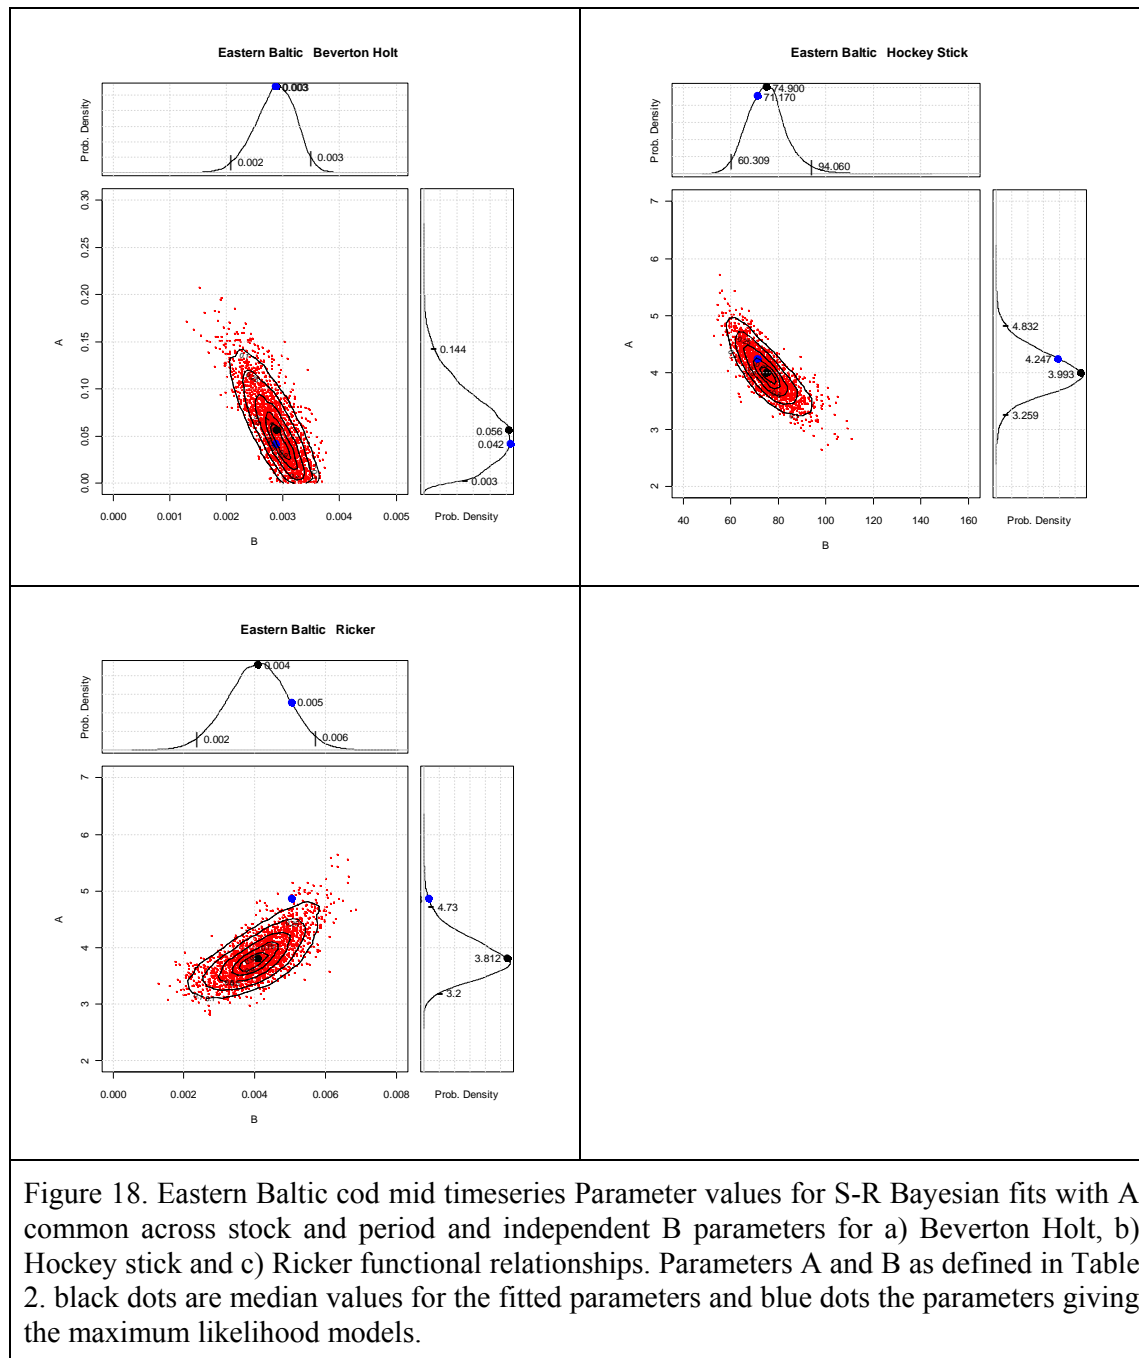 Eastern Baltic Beverton Holt
Prob. Density
0.003
0.002
0.003
A
0.30
0.25
0.20
0.15
0.10
0.05
0.00
0.144
0.056
0.042
0.003
0.000 0.001 0.002 0.003 0.004 0.005
Prob. Density
B
Eastern Baltic Hockey Stick
Prob. Density
74.900
71.170
60.309
94.060
A
7
6
5
4
3
2
4.832
4.247
3.993
3.259
40 60 80 100 120 140 160
Prob. Density
B
Eastern Baltic Ricker
Prob. Density
0.004
0.005
0.002
0.006
A
7
6
5
4
3
2
4.73
3.812
3.2
0.000 0.002 0.004 0.006 0.008
Prob. Density
B
Figure 18. Eastern Baltic cod mid timeseries Parameter values for S-R Bayesian fits with A
common across stock and period and independent B parameters for a) Beverton Holt, b)
Hockey stick and c) Ricker functional relationships. Parameters A and B as defined in Table
2. black dots are median values for the fitted parameters and blue dots the parameters giving
the maximum likelihood models.